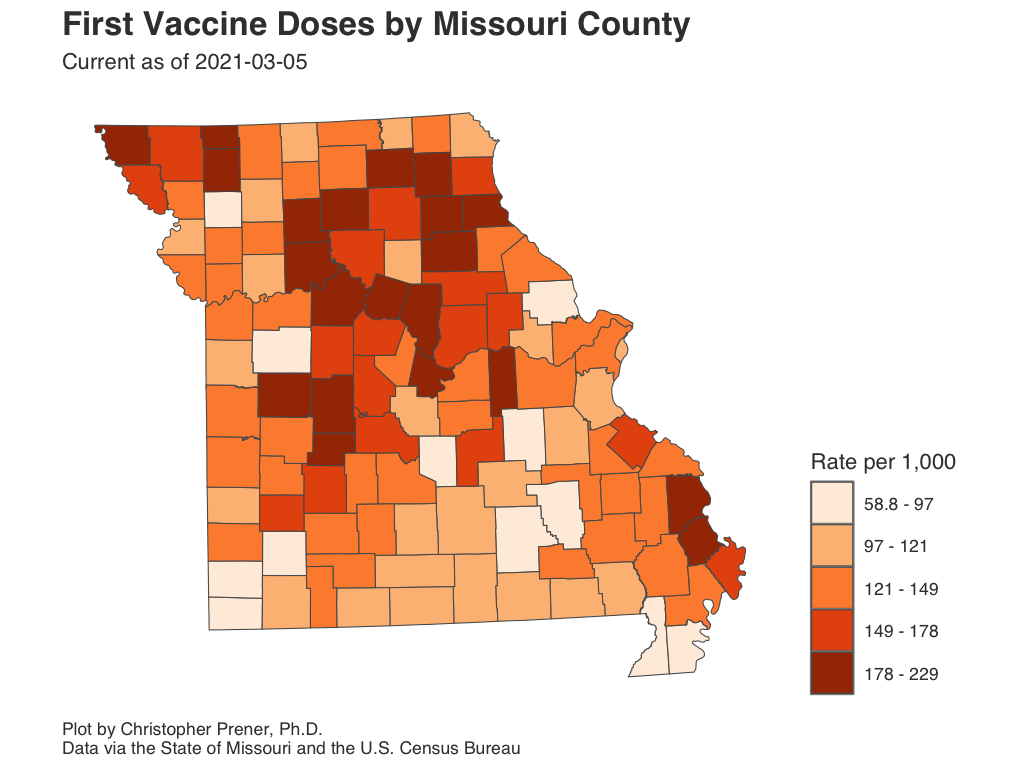 First Vaccine Doses by Missouri County
Current as of 2021-03-05
Rate per 1,000
58.8 - 97
97 - 121
121 - 149
149 - 178
178 - 229
Plot by Christopher Prener, Ph.D.
Data via the State of Missouri and the U.S. Census Bureau